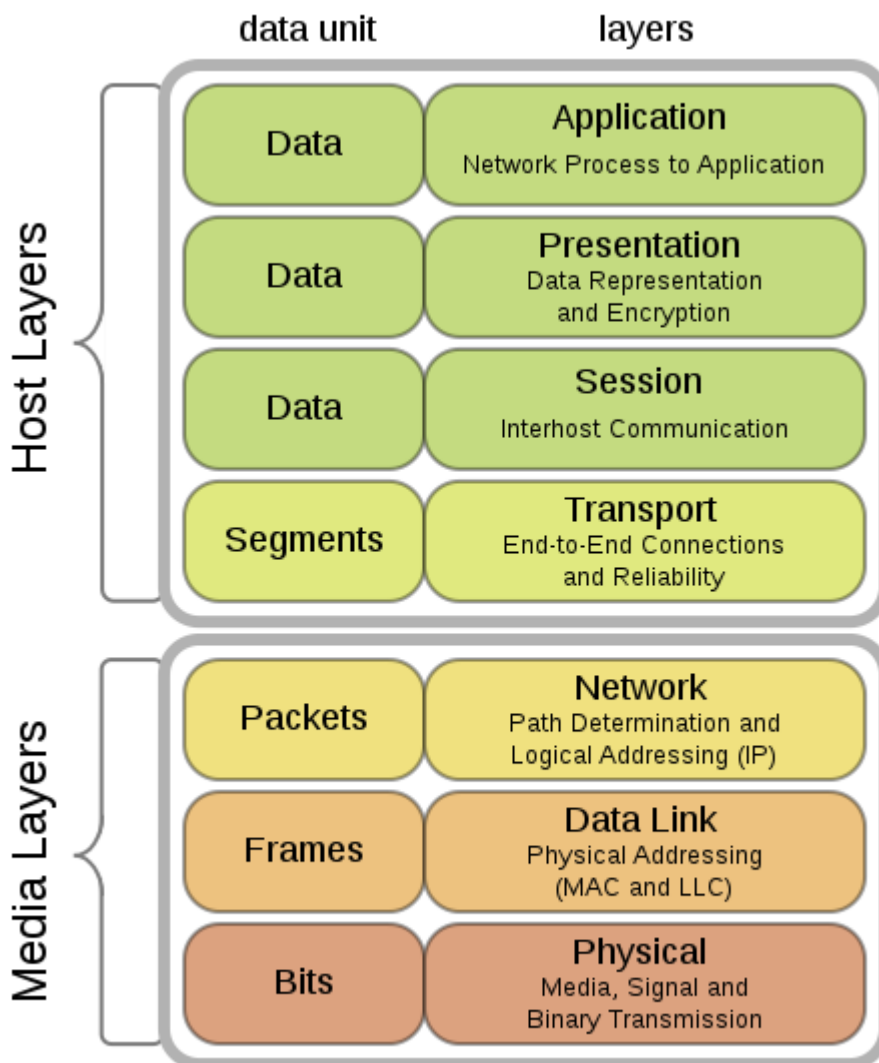 data unit layers
Host Layers
Data
Application
Network Process to Application
Data
Presentation
Data Representation
and Encryption
Data
Session
Interhost Communication
Segments
Transport
End-to-End Connections
and Reliability
Media Layers
Packets
Network
Path Determination and
Logical Addressing (IP)
Frames
Data Link
Physical Addressing
(MAC and LLC)
Bits
Physical
Media, Signal and
Binary Transmission